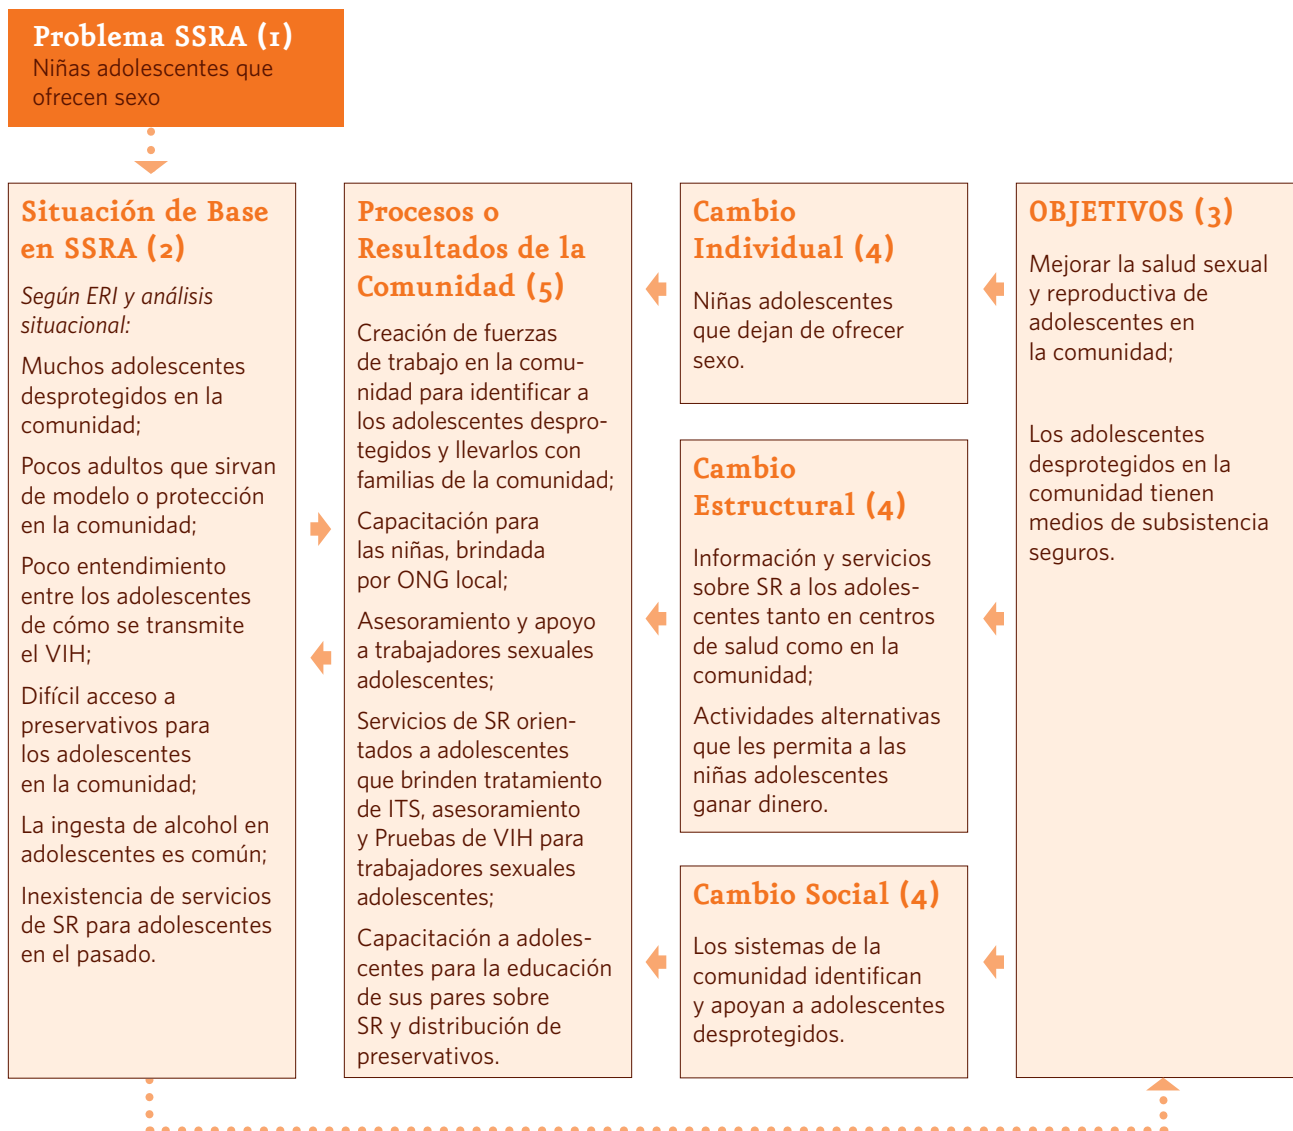 Problema SSRA (1)
Niñas adolescentes que
ofrecen sexo
Situación de Base
en SSRA (2)
Según ERI y análisis
situacional:
Muchos adolescentes
desprotegidos en la
comunidad;
Pocos adultos que sirvan
de modelo o protección
en la comunidad;
Poco entendimiento
entre los adolescentes
de cómo se transmite
el VIH;
Difícil acceso a
preservativos para
los adolescentes
en la comunidad;
La ingesta de alcohol en
adolescentes es común;
Inexistencia de servicios
de SR para adolescentes
en el pasado.
Procesos o
Resultados de la
Comunidad (5)
Creación de fuerzas
de trabajo en la comu-
nidad para identificar a
los adolescentes despro-
tegidos y llevarlos con
familias de la comunidad;
Capacitación para
las niñas, brindada
por ONG local;
Asesoramiento y apoyo
a trabajadores sexuales
adolescentes;
Servicios de SR orien-
tados a adolescentes
que brinden tratamiento
de ITS, asesoramiento
y Pruebas de VIH para
trabajadores sexuales
adolescentes;
Capacitación a adoles-
centes para la educación
de sus pares sobre
SR y distribución de
preservativos.
Cambio
Individual (4)
Niñas adolescentes
que dejan de ofrecer
sexo.
Cambio
Estructural (4)
Información y servicios
sobre SR a los adoles-
centes tanto en centros
de salud como en la
comunidad;
Actividades alternativas
que les permita a las
niñas adolescentes
ganar dinero.
Cambio Social (4)
Los sistemas de la
comunidad identifican
y apoyan a adolescentes
desprotegidos.
OBJETIVOS (3)
Mejorar la salud sexual
y reproductiva de
adolescentes en
la comunidad;
Los adolescentes
desprotegidos en la
comunidad tienen
medios de subsistencia
seguros.